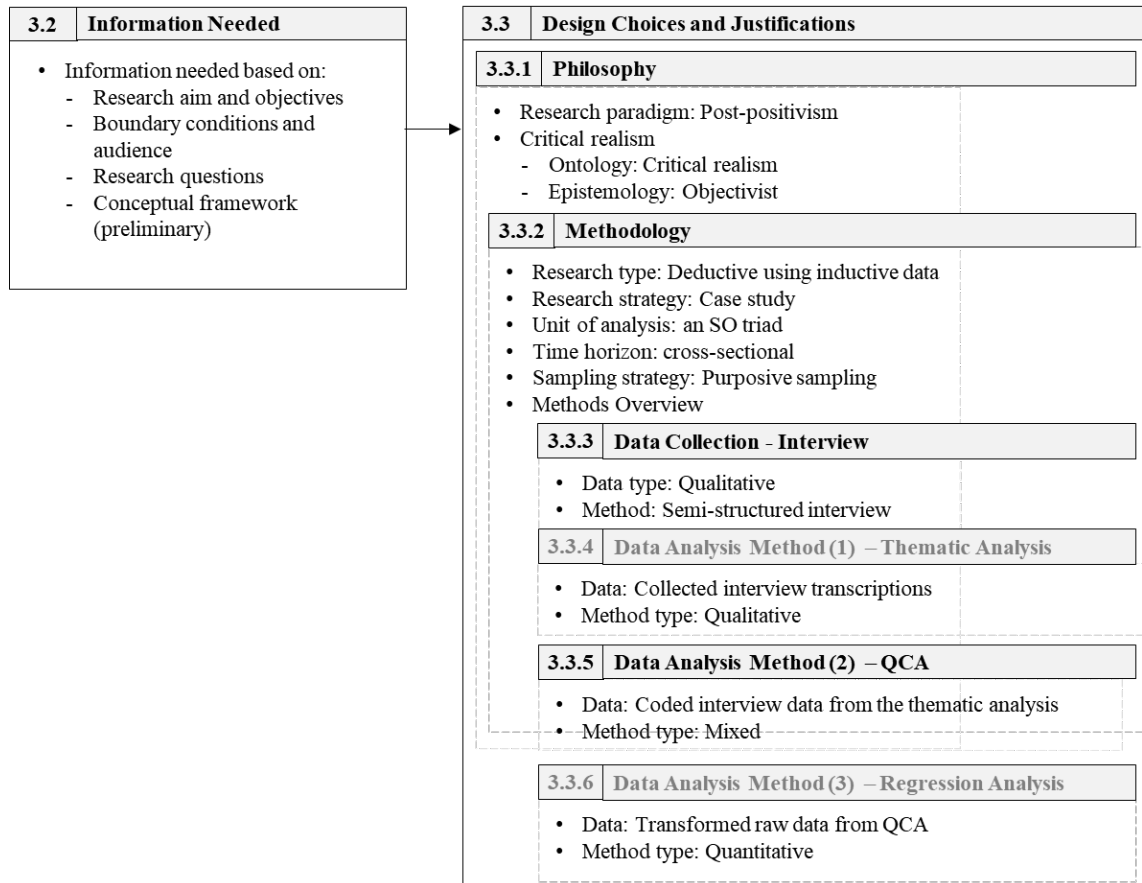 3.2 Information Needed
• Information needed based on:
- Research aim and objectives
- Boundary conditions and
audience
- Research questions
- Conceptual framework
(preliminary)
3.3 Design Choices and Justifications
3.3.1 Philosophy
• Research paradigm: Post-positivism
• Critical realism
- Ontology: Critical realism
- Epistemology: Objectivist
3.3.2 Methodology
• Research type: Deductive using inductive data
• Research strategy: Case study
• Unit of analysis: an SO triad
• Time horizon: cross-sectional
• Sampling strategy: Purposive sampling
• Methods Overview
3.3.3 Data Collection - Interview
• Data type: Qualitative
• Method: Semi-structured interview
3.3.4 Data Analysis Method (1) – Thematic Analysis
• Data: Collected interview transcriptions
• Method type: Qualitative
3.3.5 Data Analysis Method (2) – QCA
• Data: Coded interview data from the thematic analysis
• Method type: Mixed
3.3.6 Data Analysis Method (3) – Regression Analysis
• Data: Transformed raw data from QCA
• Method type: Quantitative